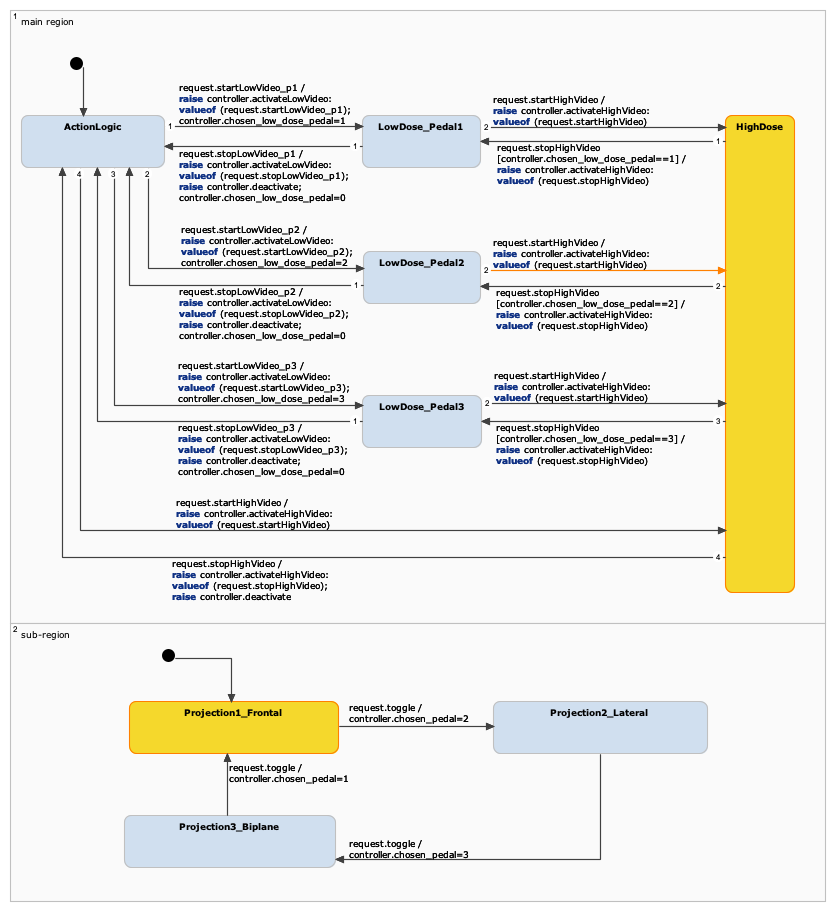 1 main region
ActionLogic
request.startLowVideo_p1 /
raise controller.activateLowVideo:
valueof (request.startLowVideo_p1);
controller.chosen_low_dose_pedal=1
1
LowDose_Pedal1
request.startHighVideo /
raise controller.activateHighVideo:
valueof (request.startHighVideo)
2
HighDose
1
request.stopLowVideo_p1 /
raise controller.activateLowVideo:
valueof (request.stopLowVideo_p1);
raise controller.deactivate;
controller.chosen_low_dose_pedal=0
1
request.stopHighVideo
[controller.chosen_low_dose_pedal==1] /
raise controller.activateHighVideo:
valueof (request.stopHighVideo)
4 3 2
request.startLowVideo_p2 /
raise controller.activateLowVideo:
valueof (request.startLowVideo_p2);
controller.chosen_low_dose_pedal=2
LowDose_Pedal2
request.startHighVideo /
raise controller.activateHighVideo:
valueof (request.startHighVideo)
2
1
2
request.stopLowVideo_p2 /
raise controller.activateLowVideo:
valueof (request.stopLowVideo_p2);
raise controller.deactivate;
controller.chosen_low_dose_pedal=0
request.stopHighVideo
[controller.chosen_low_dose_pedal==2] /
raise controller.activateHighVideo:
valueof (request.stopHighVideo)
request.startLowVideo_p3 /
raise controller.activateLowVideo:
valueof (request.startLowVideo_p3);
controller.chosen_low_dose_pedal=3
LowDose_Pedal3
request.startHighVideo /
raise controller.activateHighVideo:
valueof (request.startHighVideo)
2
1
3
request.stopLowVideo_p3 /
raise controller.activateLowVideo:
valueof (request.stopLowVideo_p3);
raise controller.deactivate;
controller.chosen_low_dose_pedal=0
request.stopHighVideo
[controller.chosen_low_dose_pedal==3] /
raise controller.activateHighVideo:
valueof (request.stopHighVideo)
request.startHighVideo /
raise controller.activateHighVideo:
valueof (request.startHighVideo)
4
request.stopHighVideo /
raise controller.activateHighVideo:
valueof (request.stopHighVideo);
raise controller.deactivate
2 sub-region
Projection1_Frontal
request.toggle /
controller.chosen_pedal=2
Projection2_Lateral
request.toggle /
controller.chosen_pedal=1
Projection3_Biplane
request.toggle /
controller.chosen_pedal=3